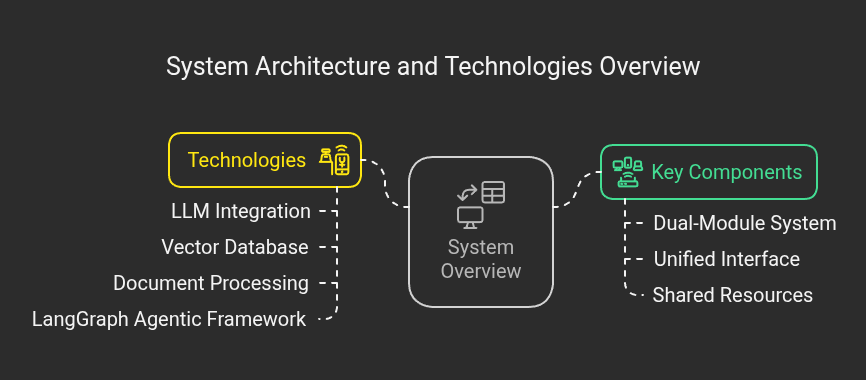 System Architecture and Technologies Overview
Technologies
LLM Integration
Vector Database
Document Processing
LangGraph Agentic Framework
System
Overview
Key Components
Dual-Module System
Unified Interface
Shared Resources